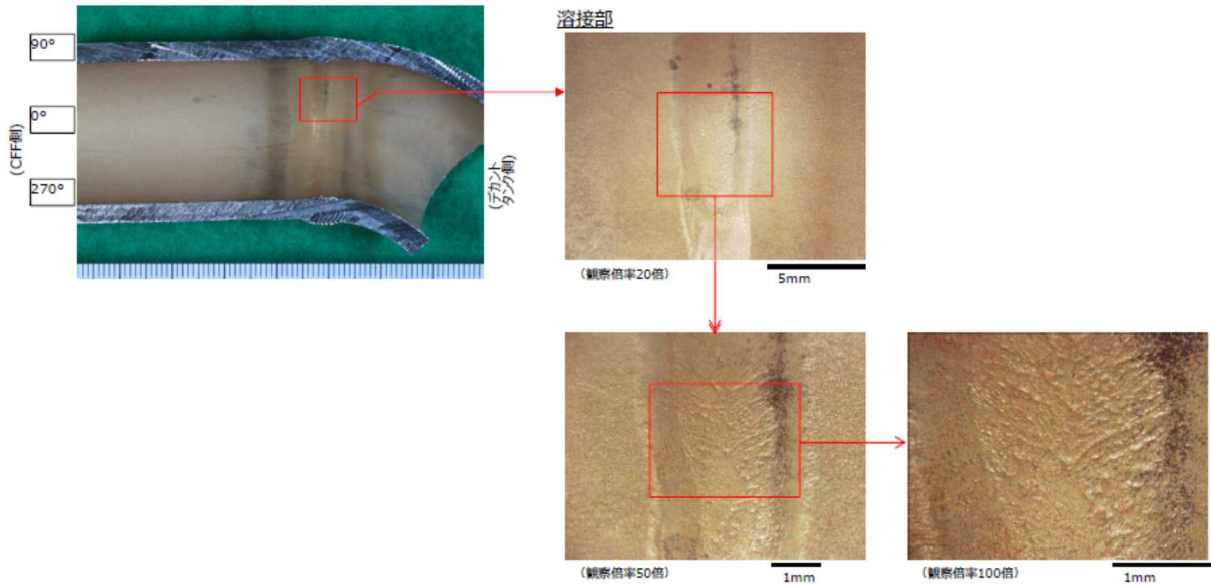 溶接部
90°
0°
270°
(CFF側)
(デカント
タンク側)
(観察倍率20倍)
5mm
(観察倍率50倍)
1mm
(観察倍率100倍)
1mm